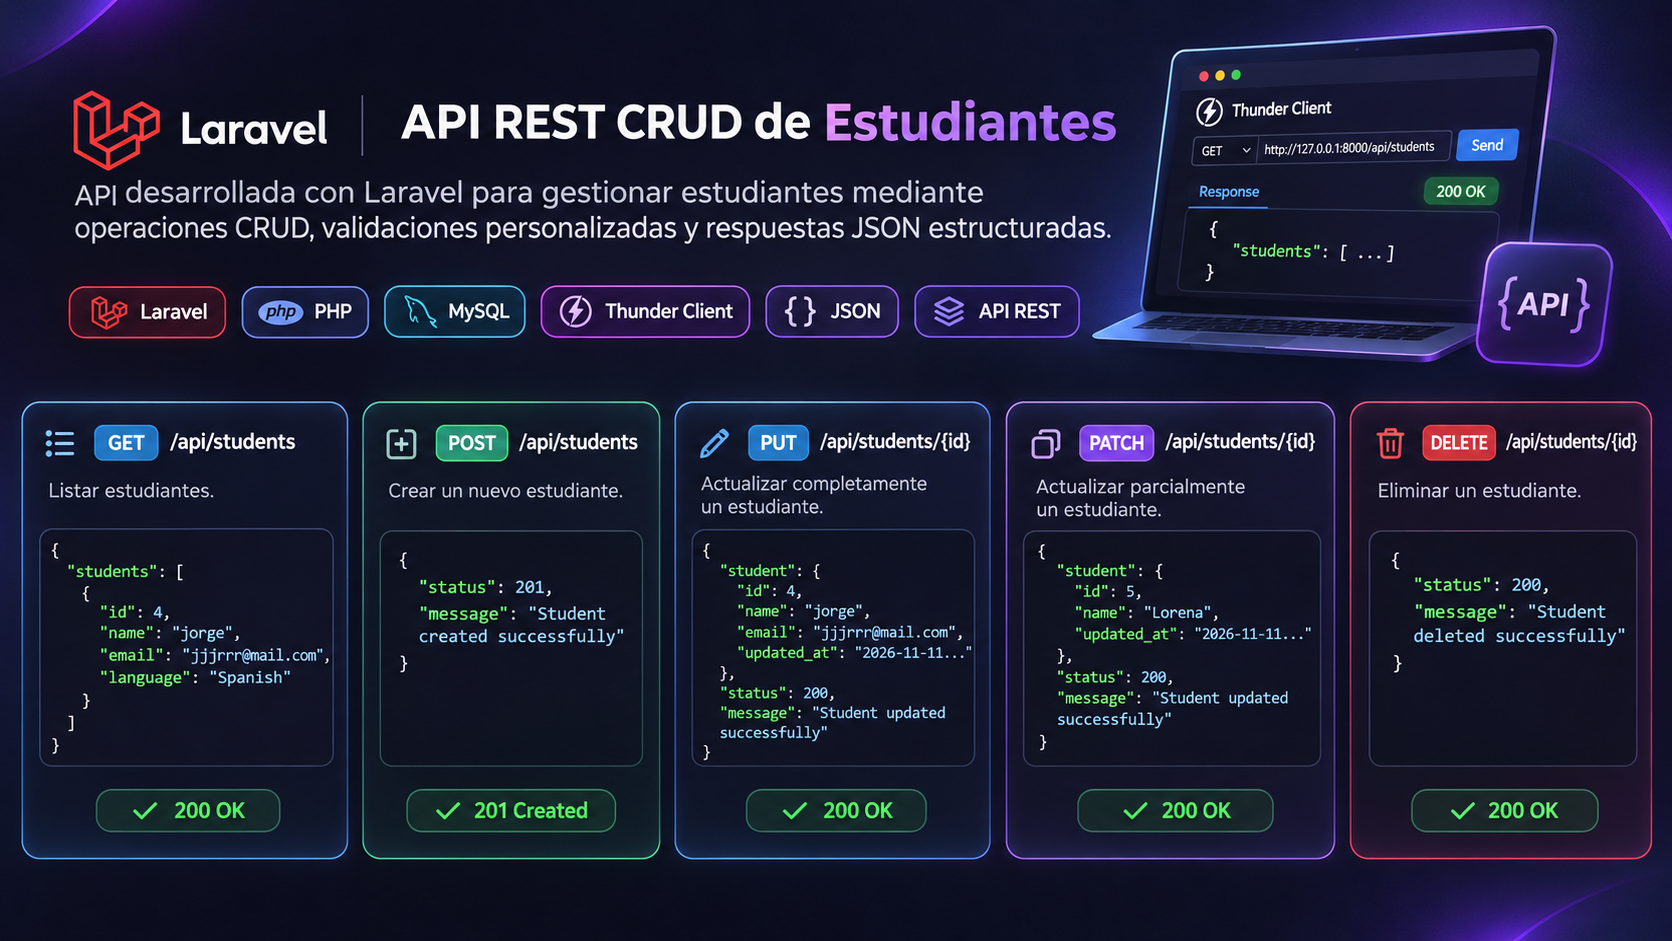 Laravel
API REST CRUD de Estudiantes
API desarrollada con Laravel para gestionar estudiantes mediante
operaciones CRUD, validaciones personalizadas y respuestas JSON estructuradas.
Laravel
php PHP
MySQL
Thunder Client
{} JSON
API REST
Thunder Client
GET http://127.0.0.1:8000/api/students Send
Response 200 OK
{
"students": [ ...]
}
{API}
GET /api/students
Listar estudiantes.
{
"students": [
{
"id": 4,
"name": "jorge",
"email": "jjjrrr@mail.com",
"language": "Spanish"
}
]
}
200 OK
POST /api/students
Crear un nuevo estudiante.
{
"status": 201,
"message": "Student
created successfully"
}
201 Created
PUT /api/students/{id}
Actualizar completamente
un estudiante.
{
"student": {
"id": 4,
"name": "jorge",
"email": "jjjrrr@mail.com",
"updated_at": "2026-11-11..."
},
"status": 200,
"message": "Student updated
successfully"
}
200 OK
PATCH /api/students/{id}
Actualizar parcialmente
un estudiante.
{
"student": {
"id": 5,
"name": "Lorena",
"updated_at": "2026-11-11..."
},
"status": 200,
"message": "Student updated
successfully"
}
200 OK
DELETE /api/students/{id}
Eliminar un estudiante.
{
"status": 200,
"message": "Student
deleted successfully"
}
200 OK